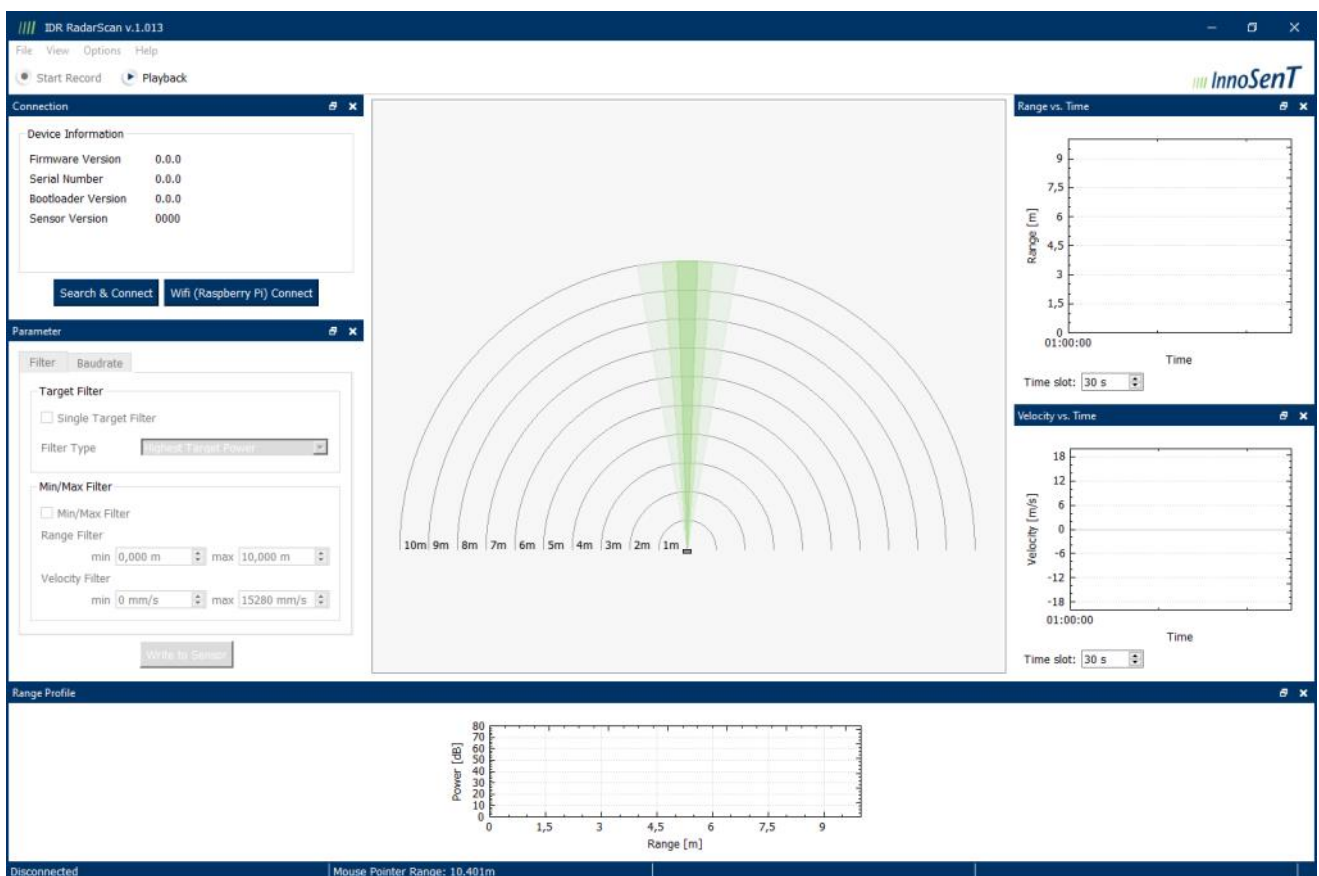 IDR RadarScan v.1.013
File View Options Help
Start Record Playback
InnoSenT
Connection
Device Information
Firmware Version 0.0.0
Serial Number 0.0.0
Bootloader Version 0.0.0
Sensor Version 0000
Search & Connect Wifi (Raspberry Pi) Connect
Parameter
Filter Baudrate
Target Filter
Single Target Filter
Filter Type Highest Target Power
Min/Max Filter
Min/Max Filter
Range Filter
min 0,000 m max 10,000 m
Velocity Filter
min 0 mm/s max 15280 mm/s
Write to Sensor
10m 9m 8m 7m 6m 5m 4m 3m 2m 1m
Range vs. Time
Range [m]
9
7,5
6
4,5
3
1,5
0
01:00:00
Time
Time slot: 30 s
Velocity vs. Time
Velocity [m/s]
18
12
6
0
-6
-12
-18
01:00:00
Time
Time slot: 30 s
Range Profile
Power [dB]
80
70
60
50
40
30
20
10
0
0 1,5 3 4,5 6 7,5 9
Range [m]
Disconnected Mouse Pointer Range: 10.401m